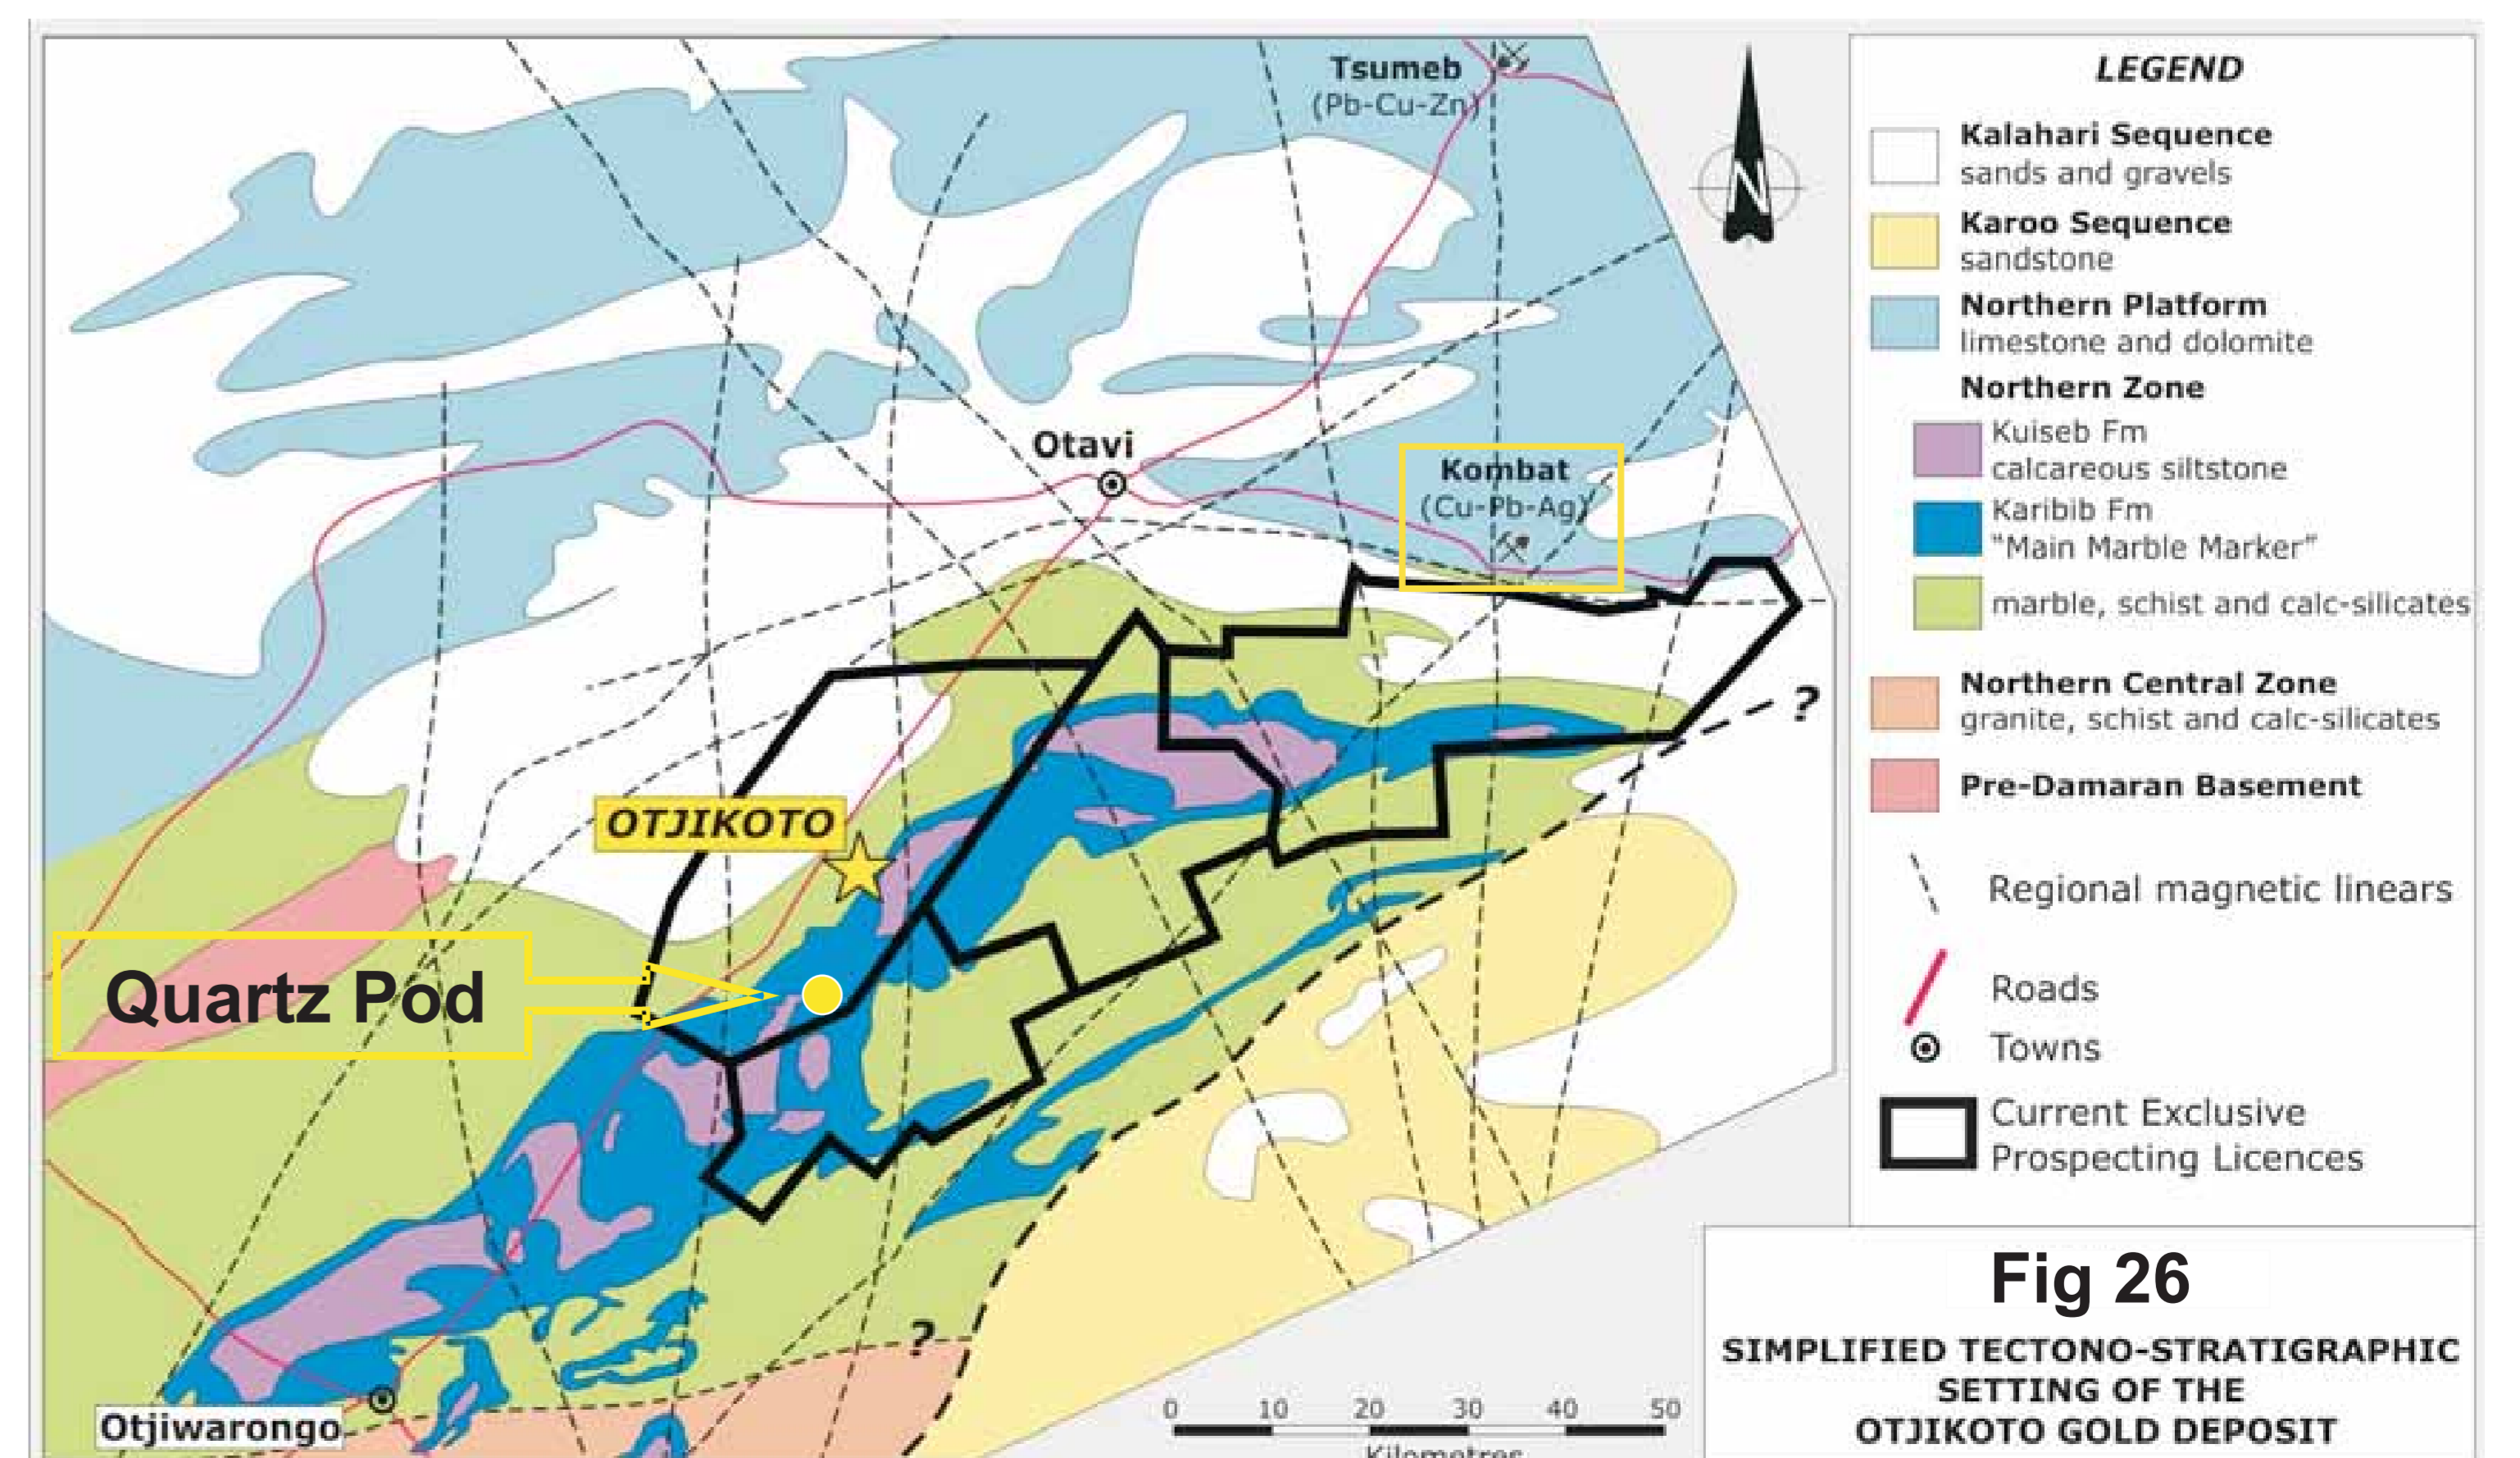 Tsumeb
(Pb-Cu-Zn)
Otavi
Kombat
(Cu-Pb-Ag)
?
OTJIKOTO
Quartz Pod
?
Otjiwarongo
0 10 20 30 40 50
Kilometres
N
LEGEND
Kalahari Sequence
sands and gravels
Karoo Sequence
sandstone
Northern Platform
limestone and dolomite
Northern Zone
Kuiseb Fm
calcareous siltstone
Karibib Fm
“Main Marble Marker”
marble, schist and calc-silicates
Northern Central Zone
granite, schist and calc-silicates
Pre-Damaran Basement
Regional magnetic linears
Roads
Towns
Current Exclusive
Prospecting Licences
Fig 26
SIMPLIFIED TECTONO-STRATIGRAPHIC
SETTING OF THE
OTJIKOTO GOLD DEPOSIT